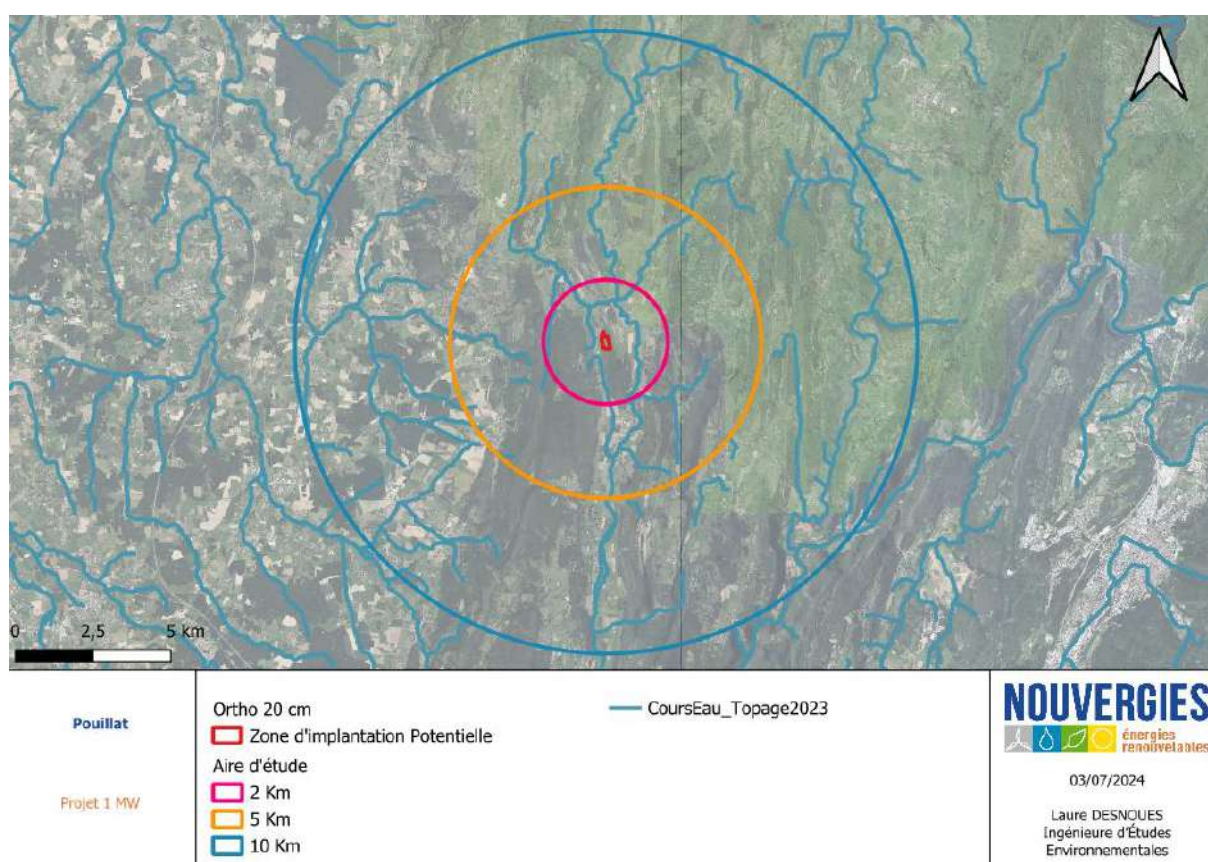 0 2,5 5 km
Pouillat
Projet 1 MW
Ortho 20 cm
Zone d'implantation Potentielle
Aire d'étude
2 Km
5 Km
10 Km
CoursEau_Topage2023
NOUVERGIES
énergies
renouvelables
03/07/2024
Laure DESNOUES
Ingénieure d'Études
Environnementales